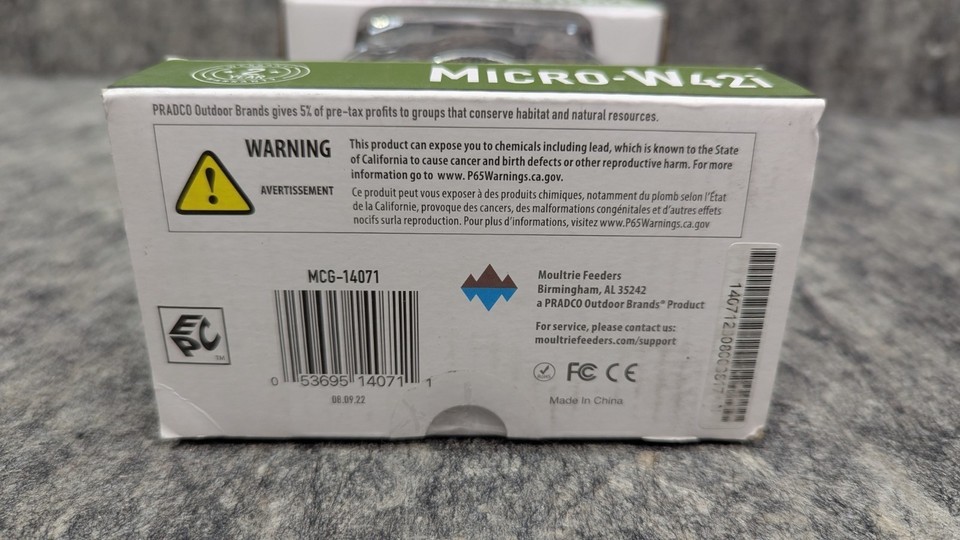 MICRO-W42i
PRADCO Outdoor Brands gives 5% of pre-tax profits to groups that conserve habitat and natural resources.
WARNING
This product can expose you to chemicals including lead, which is known to the State
of California to cause cancer and birth defects or other reproductive harm. For more
information go to www. P65Warnings.ca.gov.
AVERTISSEMENT
Ce produit peut vous exposer à des produits chimiques, notamment du plomb selon l'État
de la Californie, provoque des cancers, des malformations congénitales et d'autres effets
nocifs surla reproduction. Pour plus d'informations, visitez www.P65Warnings.ca.gov
MCG-14071
0 53695 14071 1
08.09.22
EPC TM
Moultrie Feeders
Birmingham, AL 35242
a PRADCO Outdoor Brands® Product
For service, please contact us:
moultriefeeders.com/support
FC CE
Made In China